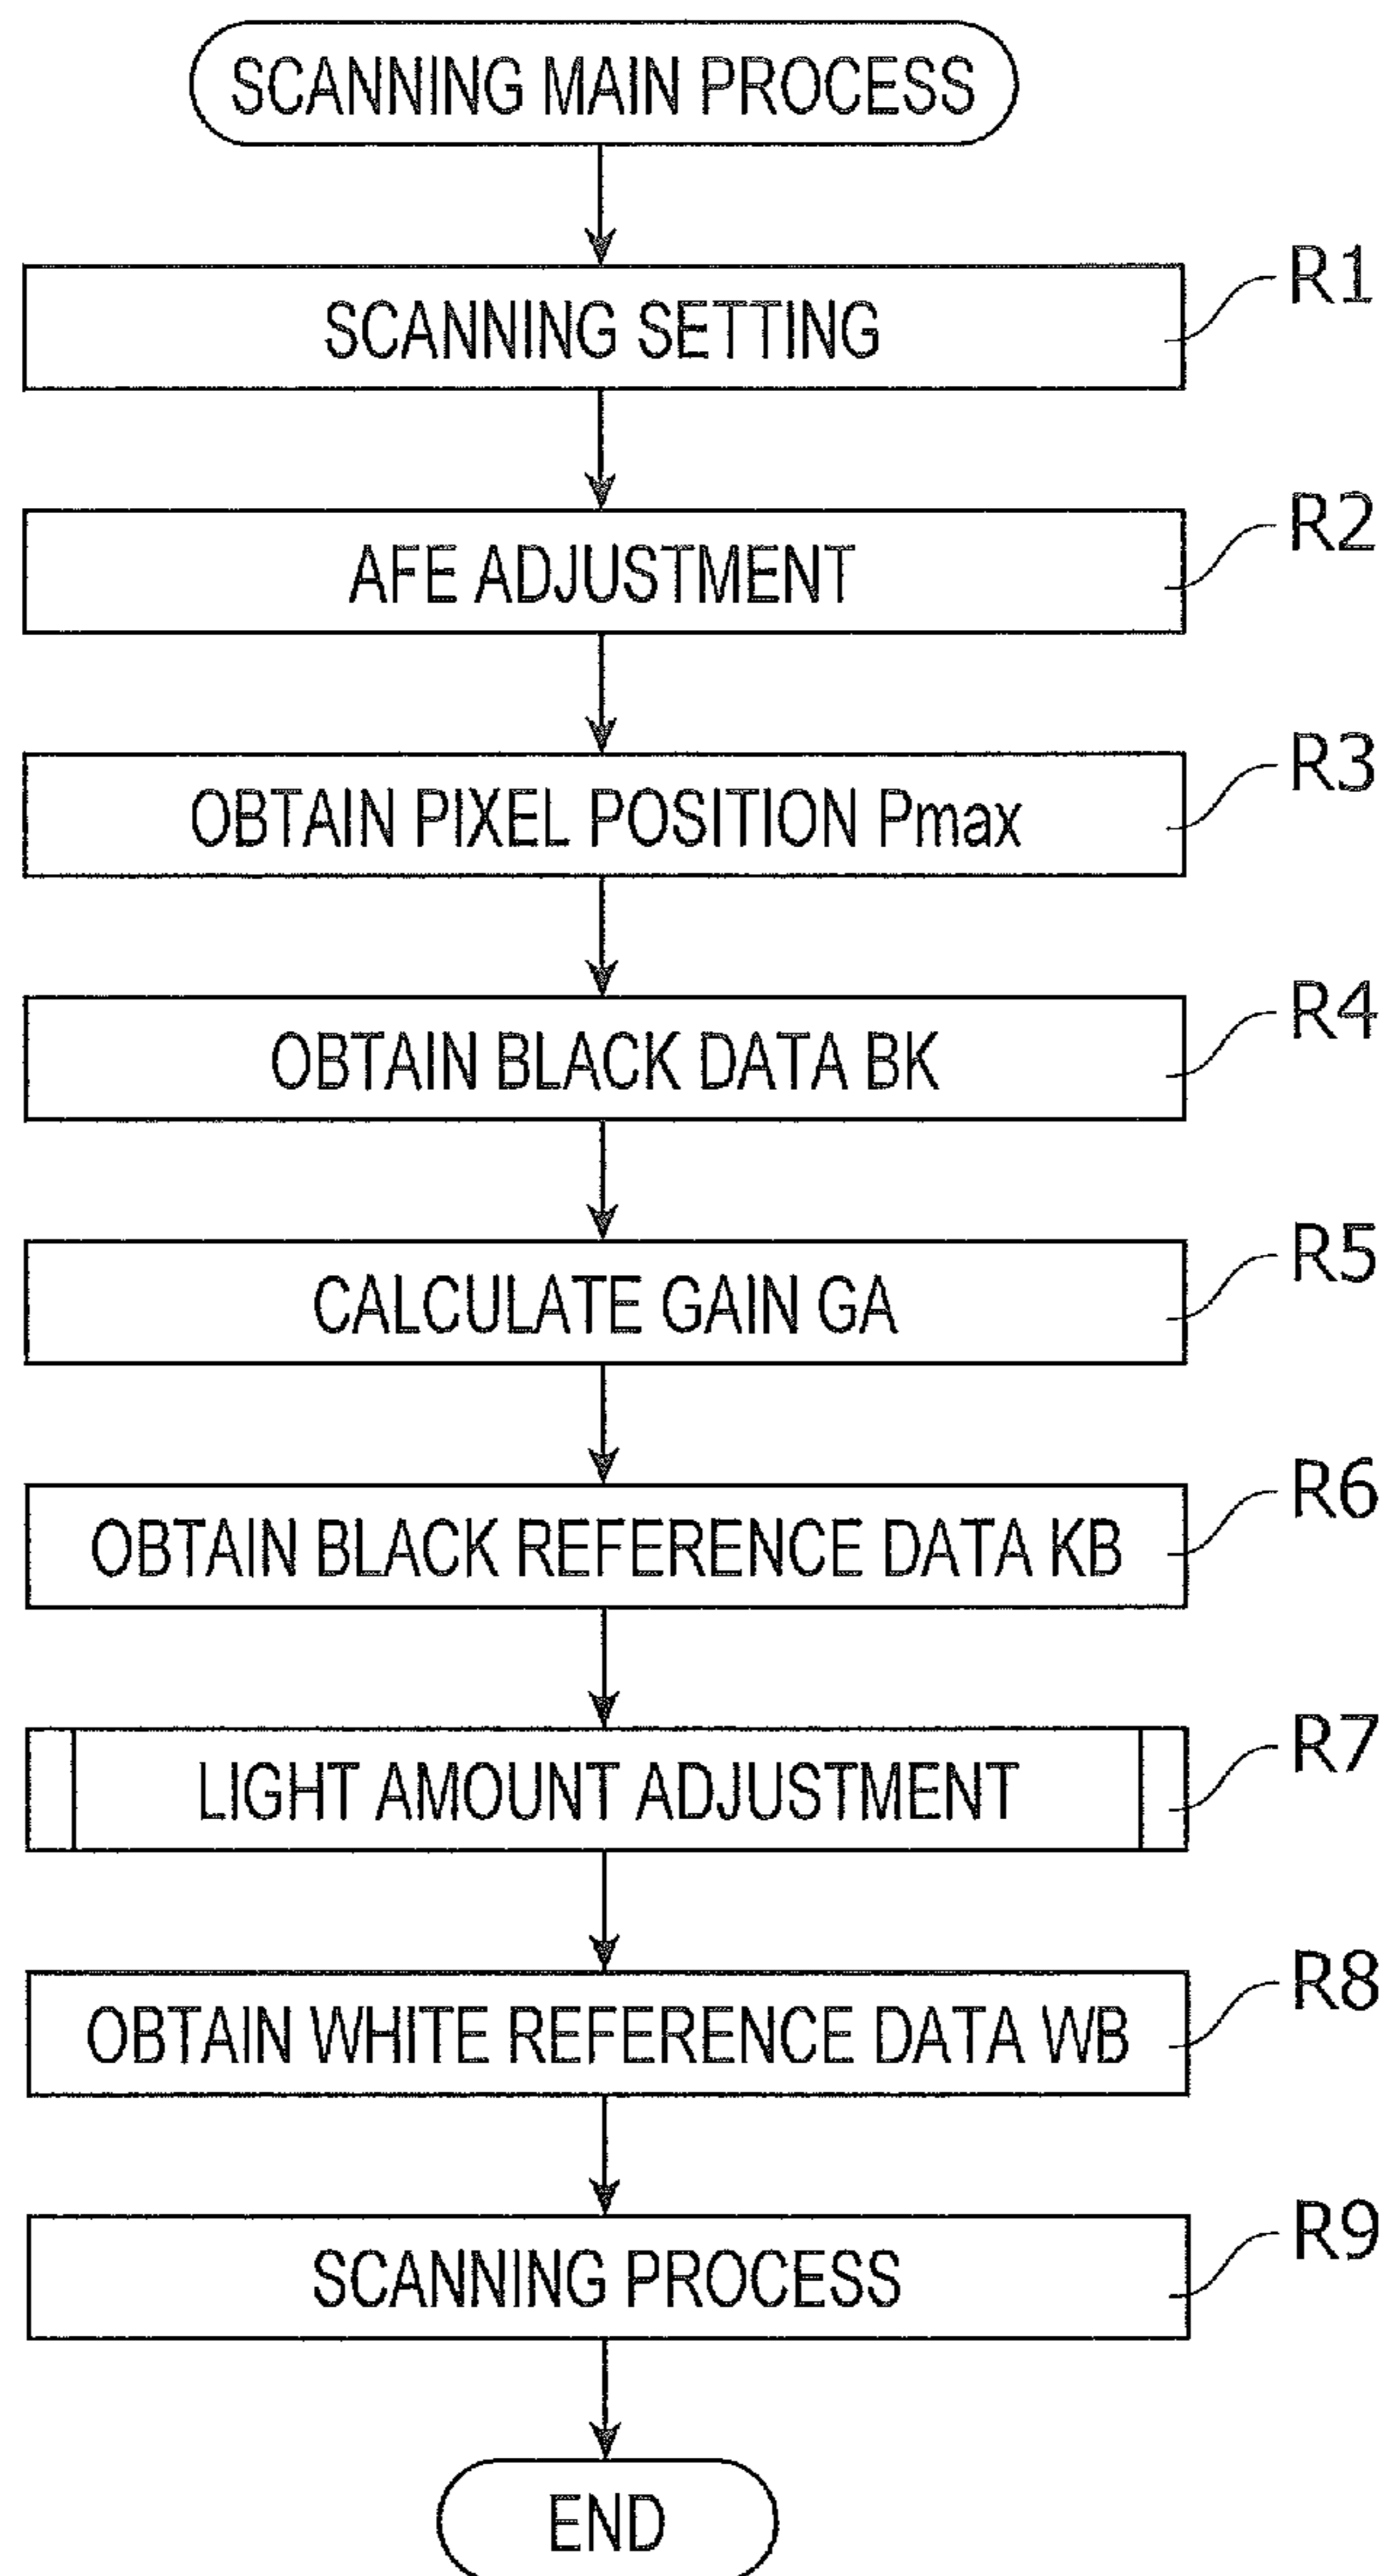 SCANNING MAIN PROCESS
SCANNING SETTING R1
AFE ADJUSTMENT R2
OBTAIN PIXEL POSITION Pmax R3
OBTAIN BLACK DATA BK R4
CALCULATE GAIN GA R5
OBTAIN BLACK REFERENCE DATA KB R6
LIGHT AMOUNT ADJUSTMENT R7
OBTAIN WHITE REFERENCE DATA WB R8
SCANNING PROCESS R9
END